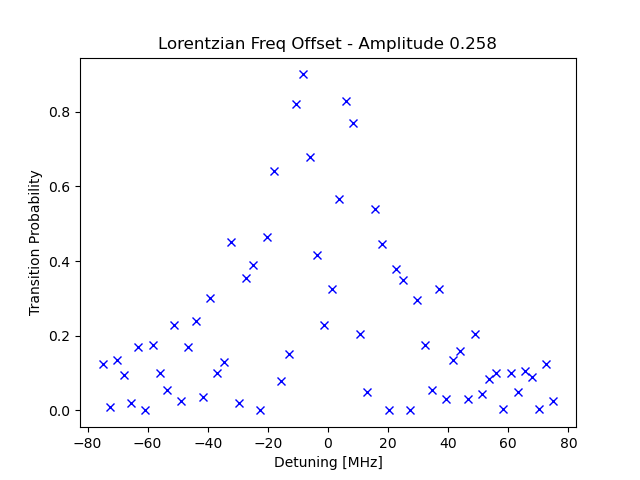 Lorentzian Freq Offset - Amplitude 0.258
Transition Probability
0.8
0.6
0.4
0.2
0.0
−80 −60 −40 −20 0 20 40 60 80
Detuning [MHz]